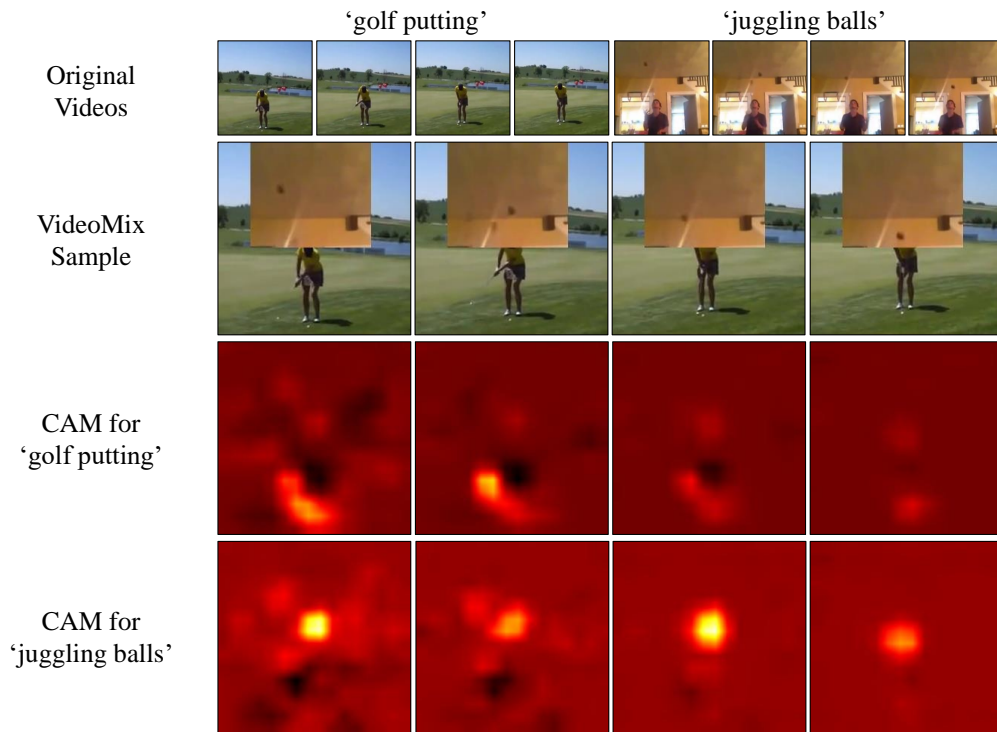 ‘golf putting’ ‘juggling balls’
Original
Videos
VideoMix
Sample
CAM for
‘golf putting’
CAM for
‘juggling balls’